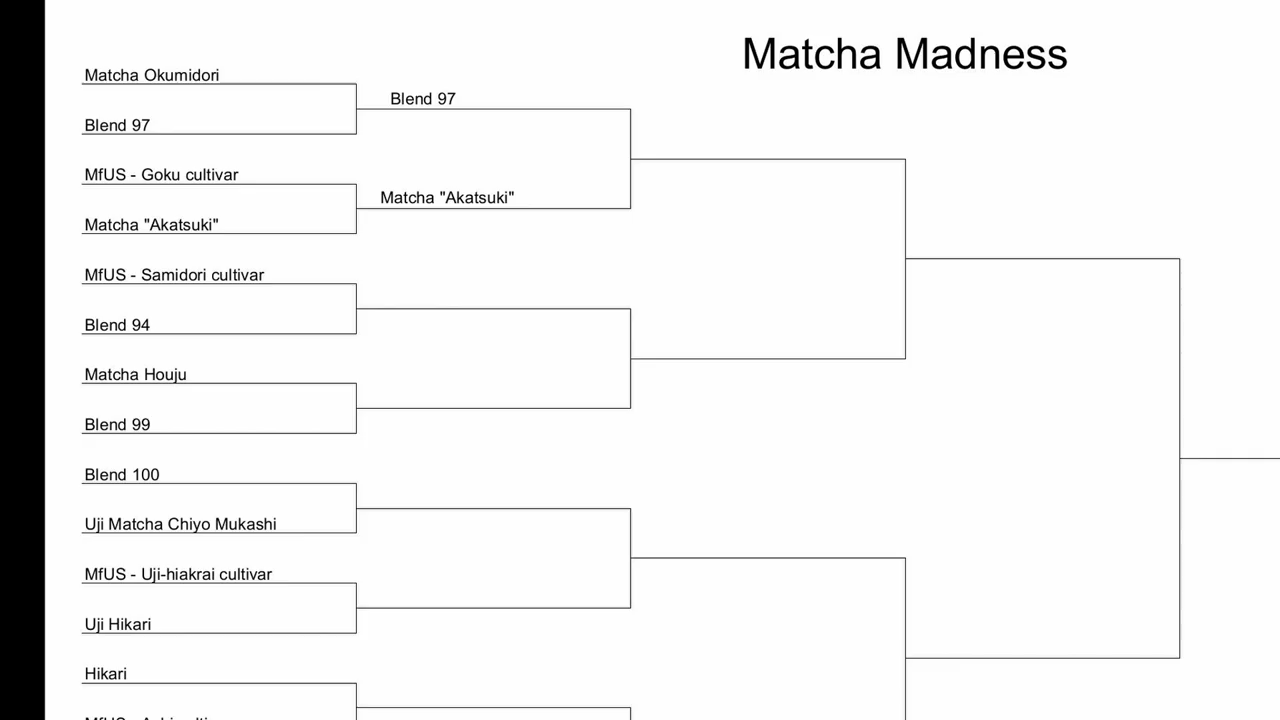 Matcha Madness
Matcha Okumidori
Blend 97
Blend 97
MfUS - Goku cultivar
Matcha "Akatsuki"
Matcha "Akatsuki"
MfUS - Samidori cultivar
Blend 94
Matcha Houju
Blend 99
Blend 100
Uji Matcha Chiyo Mukashi
MfUS - Uji-hiakrai cultivar
Uji Hikari
Hikari